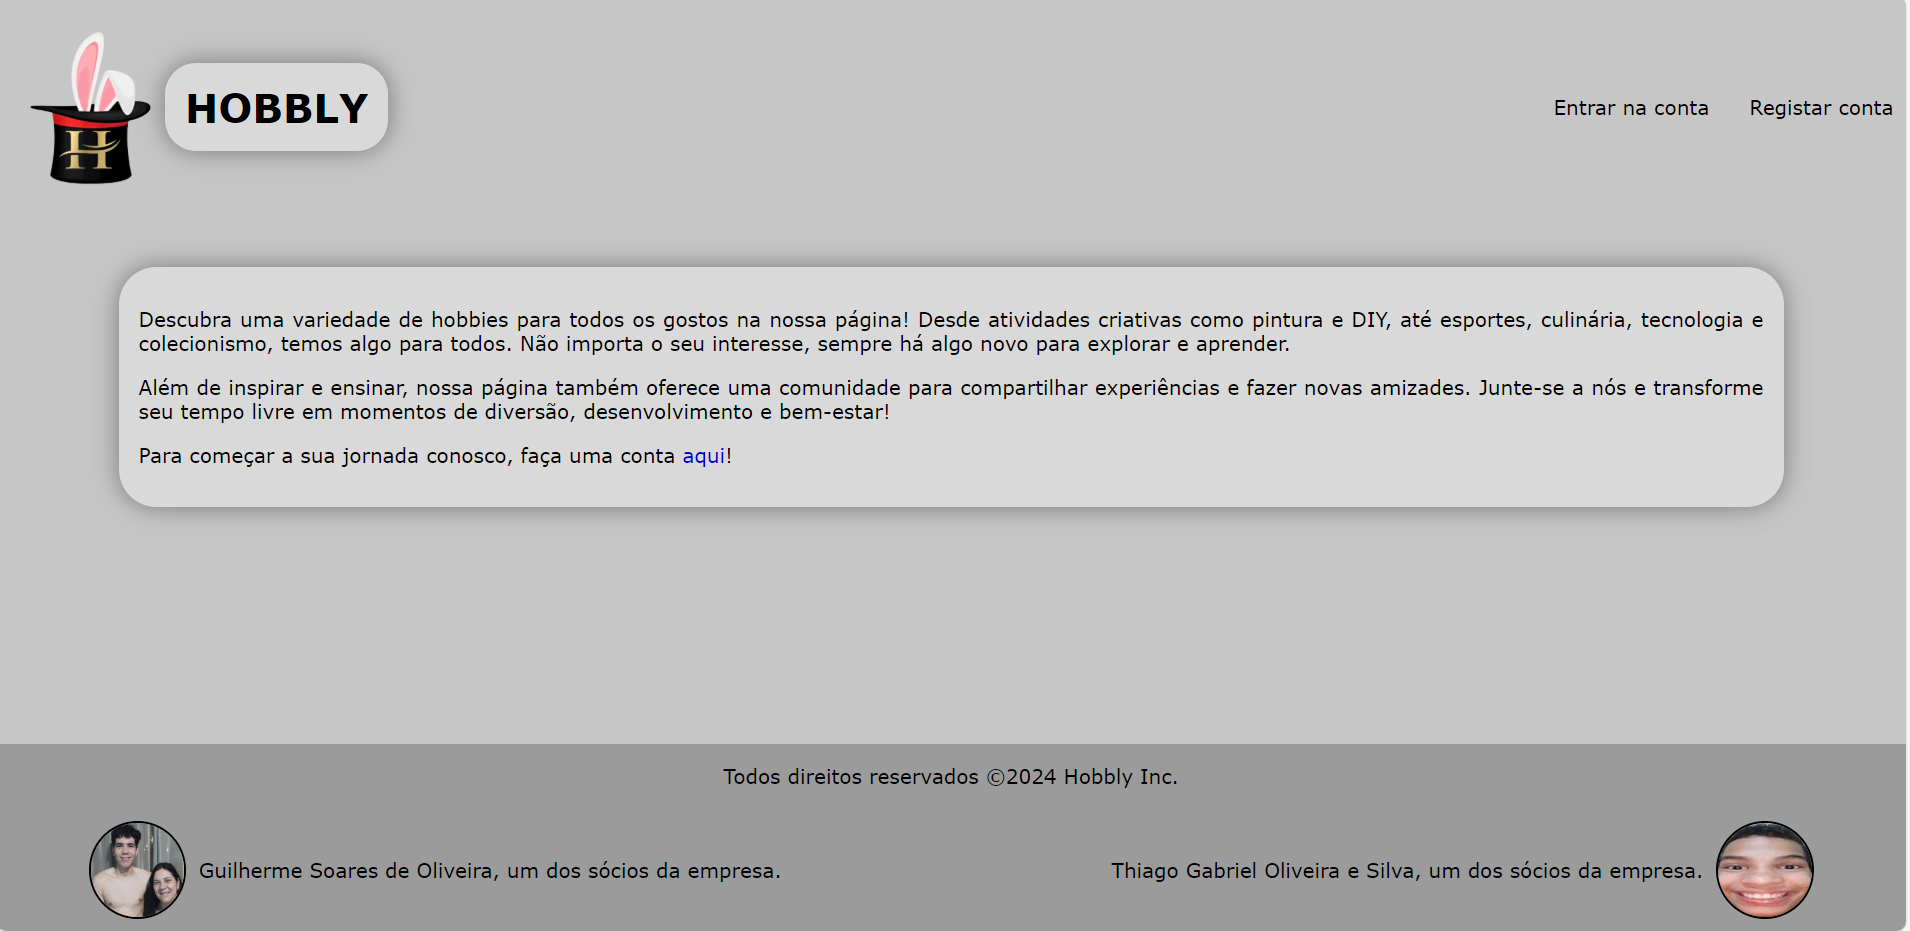 H
HOBBLY
Entrar na conta
Registar conta
Descubra uma variedade de hobbies para todos os gostos na nossa página! Desde atividades criativas como pintura e DIY, até esportes, culinária, tecnologia e
colecionismo, temos algo para todos. Não importa o seu interesse, sempre há algo novo para explorar e aprender.
Além de inspirar e ensinar, nossa página também oferece uma comunidade para compartilhar experiências e fazer novas amizades. Junte-se a nós e transforme
seu tempo livre em momentos de diversão, desenvolvimento e bem-estar!
Para começar a sua jornada conosco, faça uma conta aqui!
Todos direitos reservados ©2024 Hobbly Inc.
Guilherme Soares de Oliveira, um dos sócios da empresa.
Thiago Gabriel Oliveira e Silva, um dos sócios da empresa.